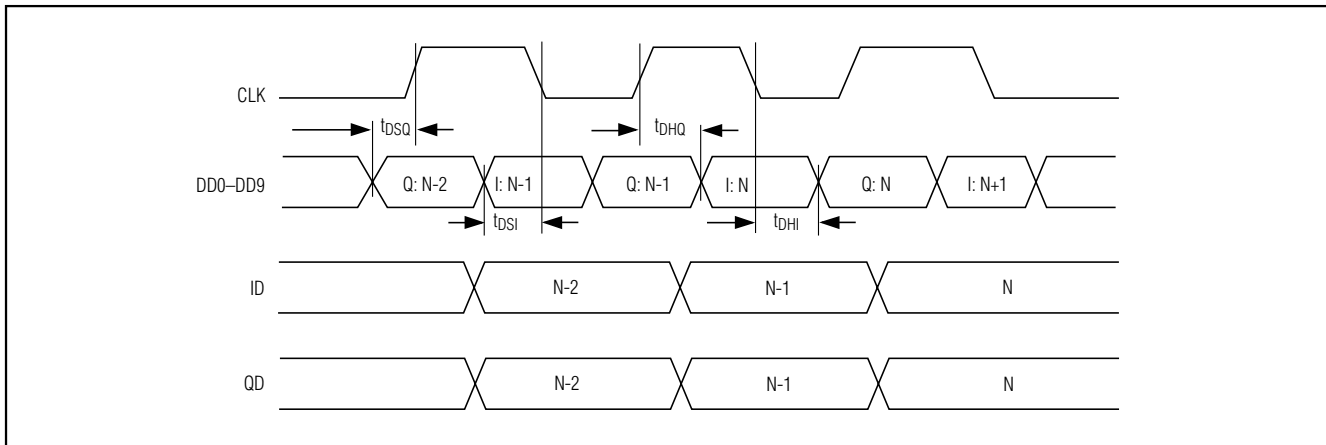 CLK
tDSQ
tDHQ
DD0–DD9
Q: N-2
I: N-1
Q: N-1
I: N
Q: N
I: N+1
tDSI
tDHI
ID
N-2
N-1
N
QD
N-2
N-1
N